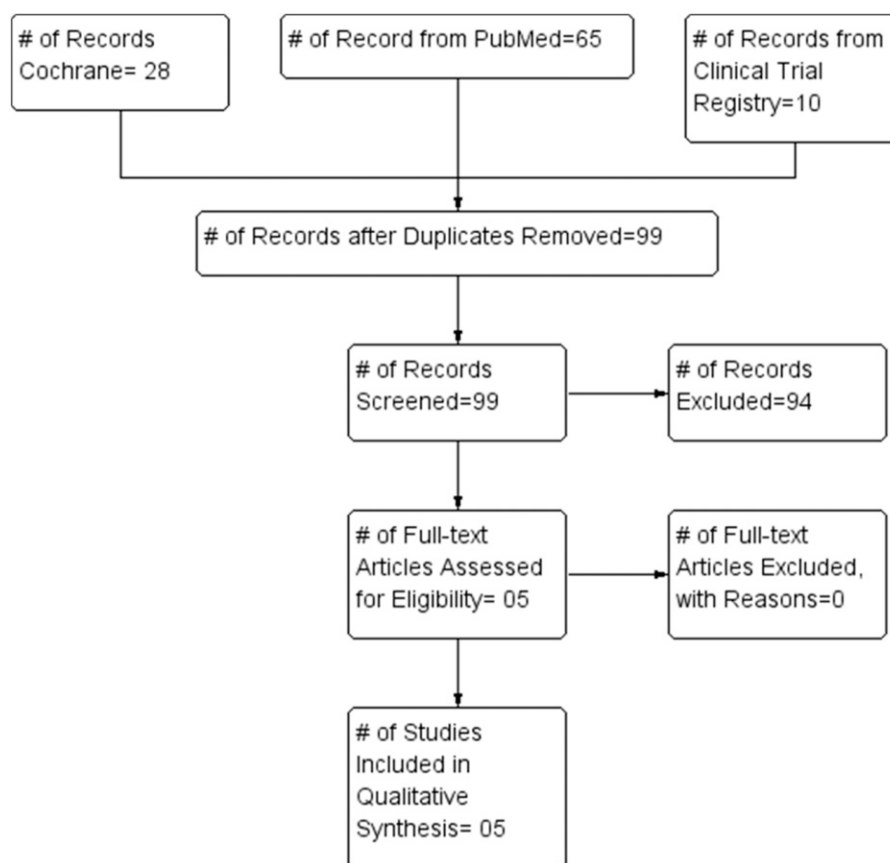 # of Records
Cochrane= 28
# of Record from PubMed=65
# of Records from
Clinical Trial
Registry=10
# of Records after Duplicates Removed=99
# of Records
Screened=99
# of Records
Excluded=94
# of Full-text
Articles Assessed
for Eligibility= 05
# of Full-text
Articles Excluded,
with Reasons=0
# of Studies
Included in
Qualitative
Synthesis= 05